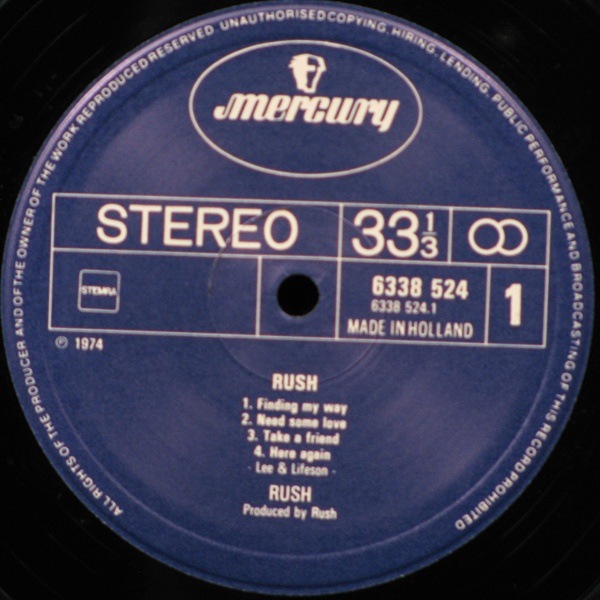 ALL RIGHTS OF THE PRODUCER AND OF THE OWNER OF THE WORK REPRODUCED RESERVED UNAUTHORISED COPYING, HIRING, LENDING, PUBLIC PERFORMANCE AND BROADCASTING OF THIS RECORD PROHIBITED
mercury
STEREO 33 1/3
STEMRA 6338 524 1
6338 524.1
MADE IN HOLLAND
℗ 1974
RUSH
1. Finding my way
2. Need some love
3. Take a friend
4. Here again
- Lee & Lifeson -
RUSH
Produced by Rush